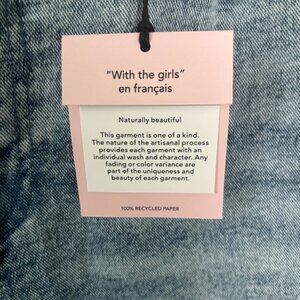 "With the girls"
en français
Naturally beautiful
This garment is one of a kind.
The nature of the artisanal process
provides each garment with an
individual wash and character. Any
fading or color variance are
part of the uniqueness and
beauty of each garment.
100% RECYCLED PAPER